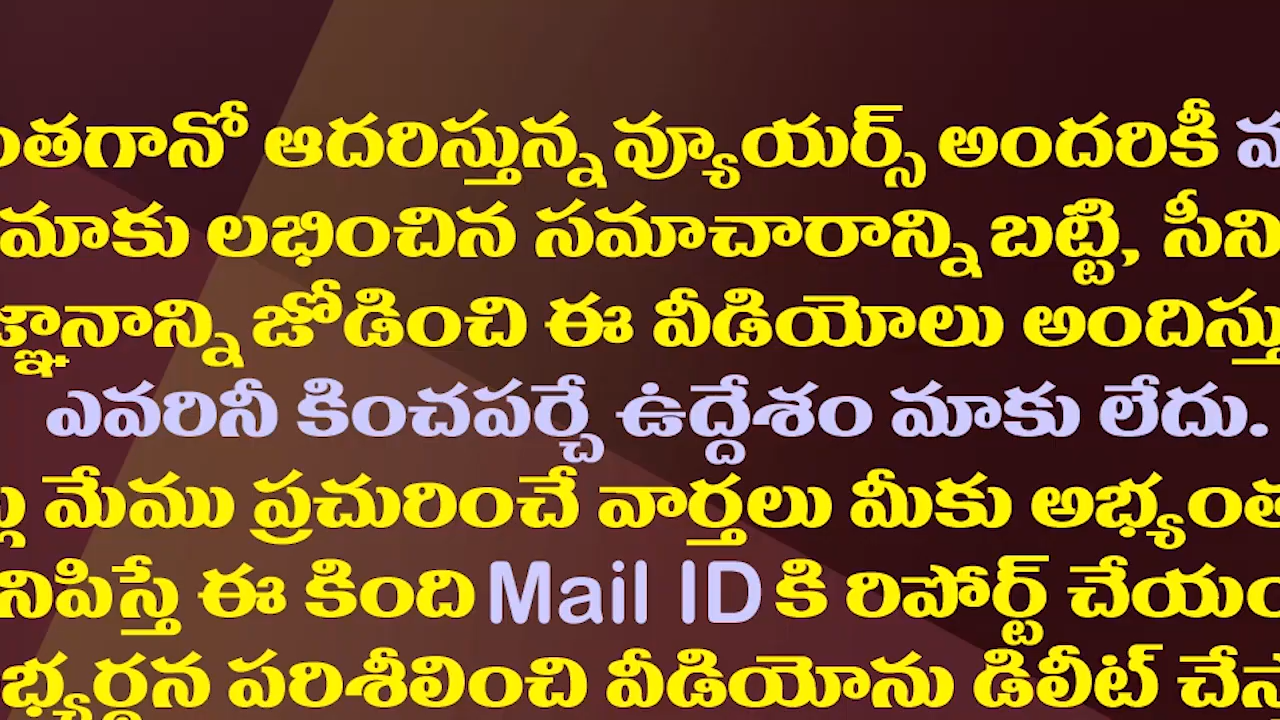 ంతగానో ఆదరిస్తున్న వ్యూయర్స్ అందరికీ
మాకు లభించిన సమాచారాన్ని బట్టి, సీని
జ్ఞానాన్ని జోడించి ఈ వీడియోలు అందిస్తు
ఎవరినీ కించపర్చే ఉద్దేశం మాకు లేదు.
మేము ప్రచురించే వార్తలు మీకు అభ్యంత
నిపిస్తే ఈ కింది Mail ID కి రిపోర్ట్ చేయం
భ్యర్థన పరిశీలించి వీడియోను డిలీట్ చేస